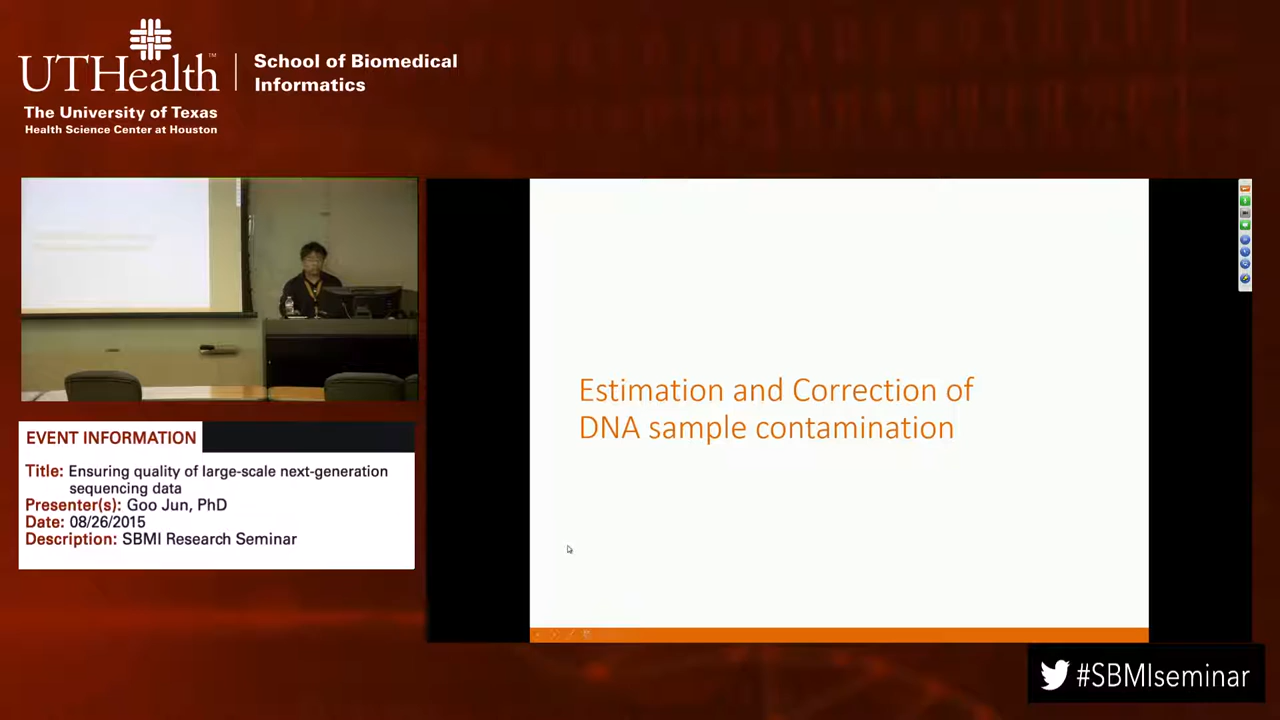 UTHealth™
The University of Texas
Health Science Center at Houston
School of Biomedical
Informatics
EVENT INFORMATION
Title: Ensuring quality of large-scale next-generation
sequencing data
Presenter(s): Goo Jun, PhD
Date: 08/26/2015
Description: SBMI Research Seminar
Estimation and Correction of
DNA sample contamination
#SBMIseminar